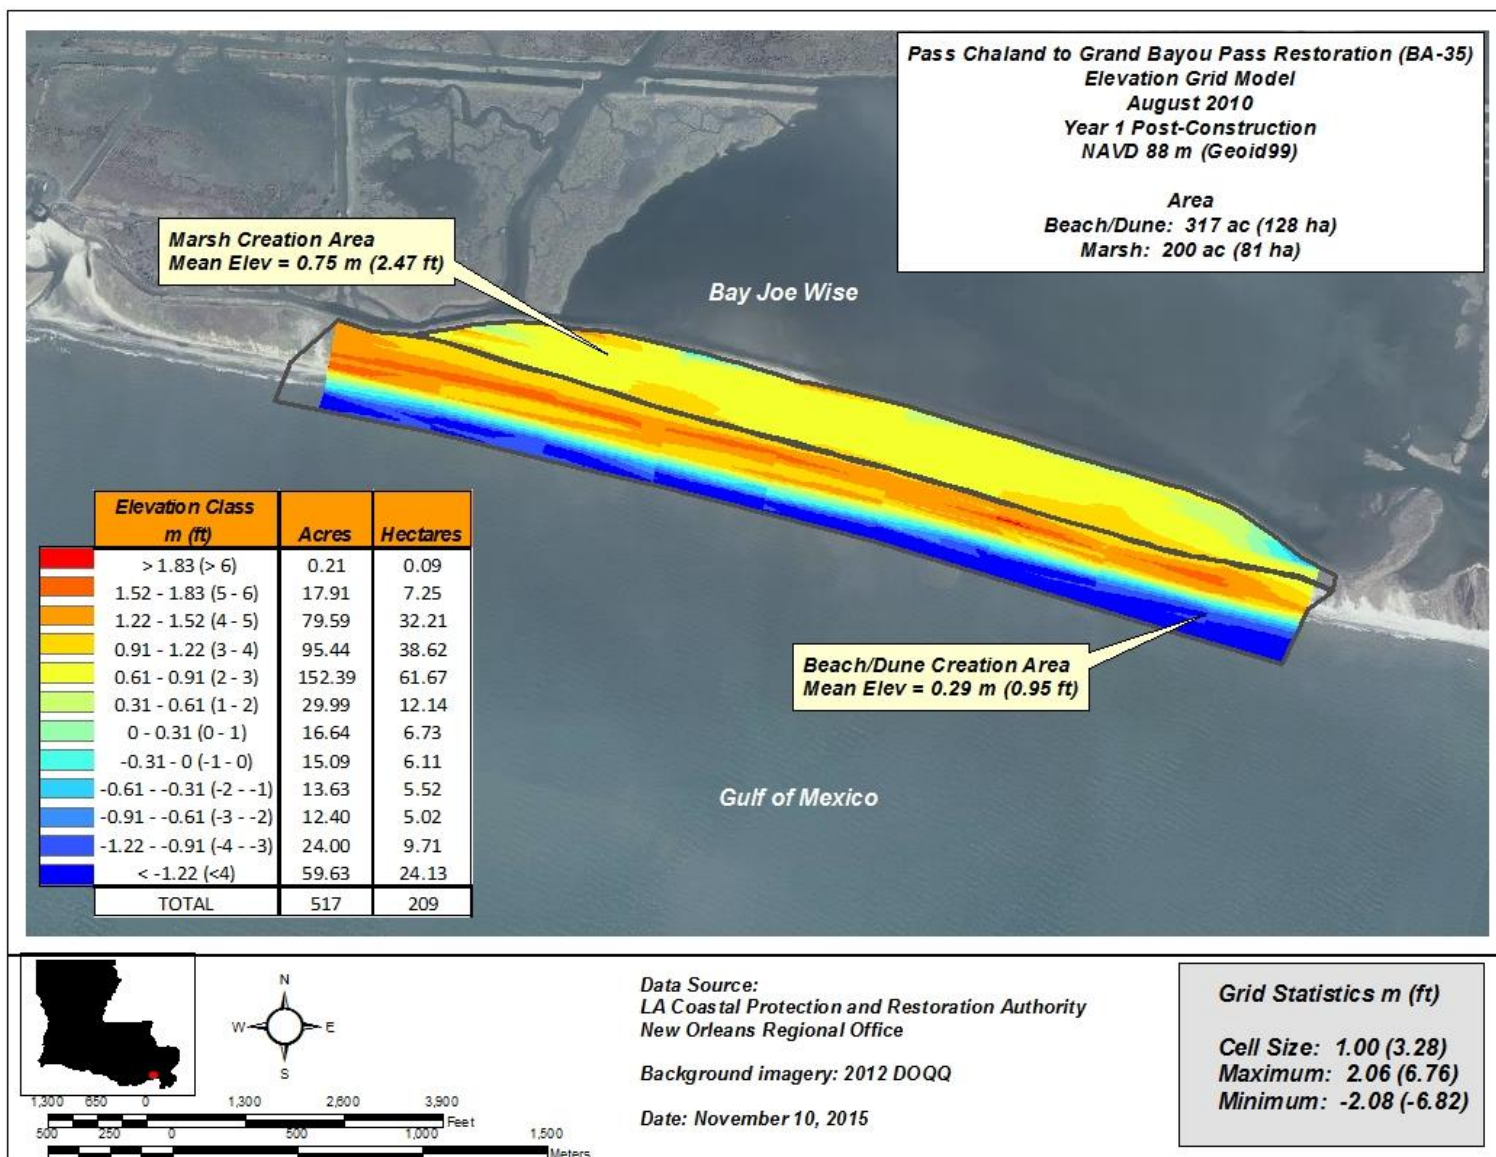 Pass Chaland to Grand Bayou Pass Restoration (BA-35)
Elevation Grid Model
August 2010
Year 1 Post-Construction
NAVD 88 m (Geoid99)
Area
Beach/Dune: 317 ac (128 ha)
Marsh: 200 ac (81 ha)
Marsh Creation Area
Mean Elev = 0.75 m (2.47 ft)
Bay Joe Wise
Beach/Dune Creation Area
Mean Elev = 0.29 m (0.95 ft)
Gulf of Mexico
Elevation Class m (ft) Acres Hectares
> 1.83 (> 6) 0.21 0.09
1.52 - 1.83 (5 - 6) 17.91 7.25
1.22 - 1.52 (4 - 5) 79.59 32.21
0.91 - 1.22 (3 - 4) 95.44 38.62
0.61 - 0.91 (2 - 3) 152.39 61.67
0.31 - 0.61 (1 - 2) 29.99 12.14
0 - 0.31 (0 - 1) 16.64 6.73
-0.31 - 0 (-1 - 0) 15.09 6.11
-0.61 - -0.31 (-2 - -1) 13.63 5.52
-0.91 - -0.61 (-3 - -2) 12.40 5.02
-1.22 - -0.91 (-4 - -3) 24.00 9.71
< -1.22 (<4) 59.63 24.13
TOTAL 517 209
N
W E
S
1,300 650 0 1,300 2,600 3,900
Feet
500 250 0 500 1,000 1,500
Meters
Data Source:
LA Coastal Protection and Restoration Authority
New Orleans Regional Office
Background imagery: 2012 DOQQ
Date: November 10, 2015
Grid Statistics m (ft)
Cell Size: 1.00 (3.28)
Maximum: 2.06 (6.76)
Minimum: -2.08 (-6.82)